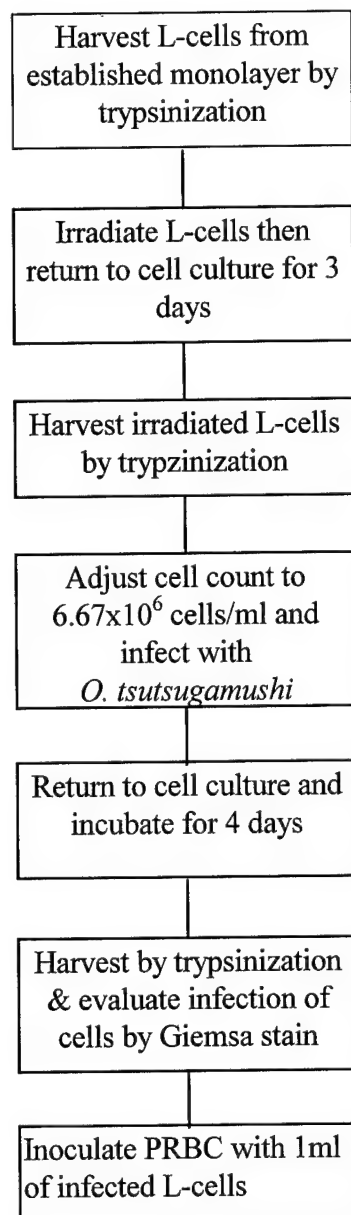 Harvest L-cells from
established monolayer by
trypsinization
Irradiate L-cells then
return to cell culture for 3
days
Harvest irradiated L-cells
by trypzinization
Adjust cell count to
6.67x10⁶ cells/ml and
infect with
O. tsutsugamushi
Return to cell culture and
incubate for 4 days
Harvest by trypsinization
& evaluate infection of
cells by Giemsa stain
Inoculate PRBC with 1ml
of infected L-cells